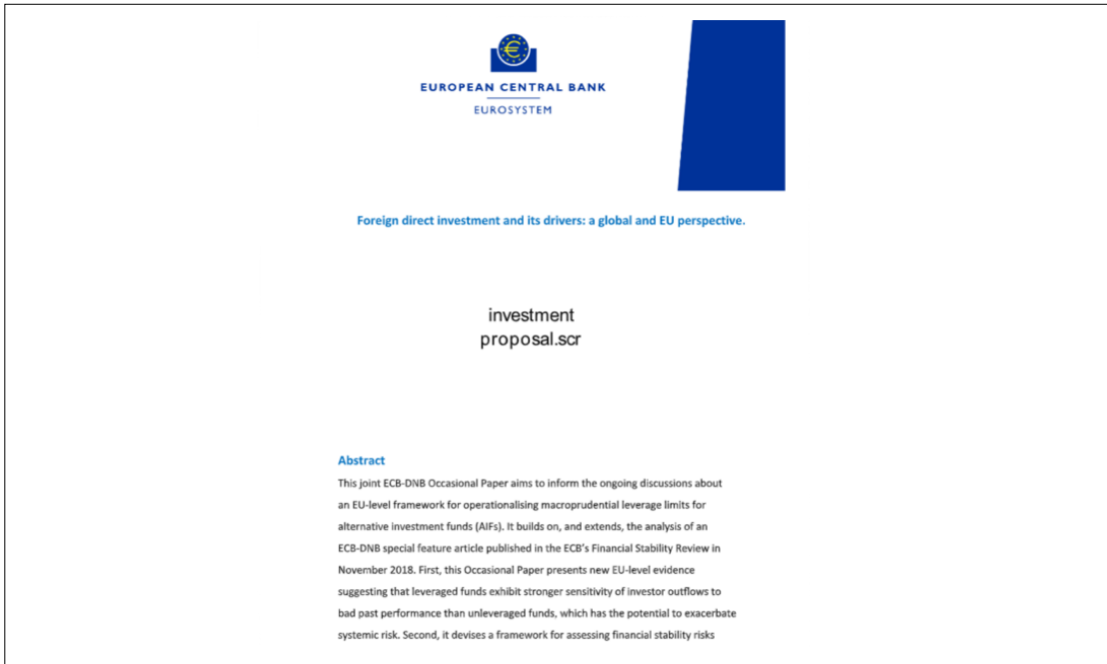 EUROPEAN CENTRAL BANK
EUROSYSTEM
Foreign direct investment and its drivers: a global and EU perspective.
investment
proposal.scr
Abstract
This joint ECB-DNB Occasional Paper aims to inform the ongoing discussions about
an EU-level framework for operationalising macroprudential leverage limits for
alternative investment funds (AIFs). It builds on, and extends, the analysis of an
ECB-DNB special feature article published in the ECB's Financial Stability Review in
November 2018. First, this Occasional Paper presents new EU-level evidence
suggesting that leveraged funds exhibit stronger sensitivity of investor outflows to
bad past performance than unleveraged funds, which has the potential to exacerbate
systemic risk. Second, it devises a framework for assessing financial stability risks